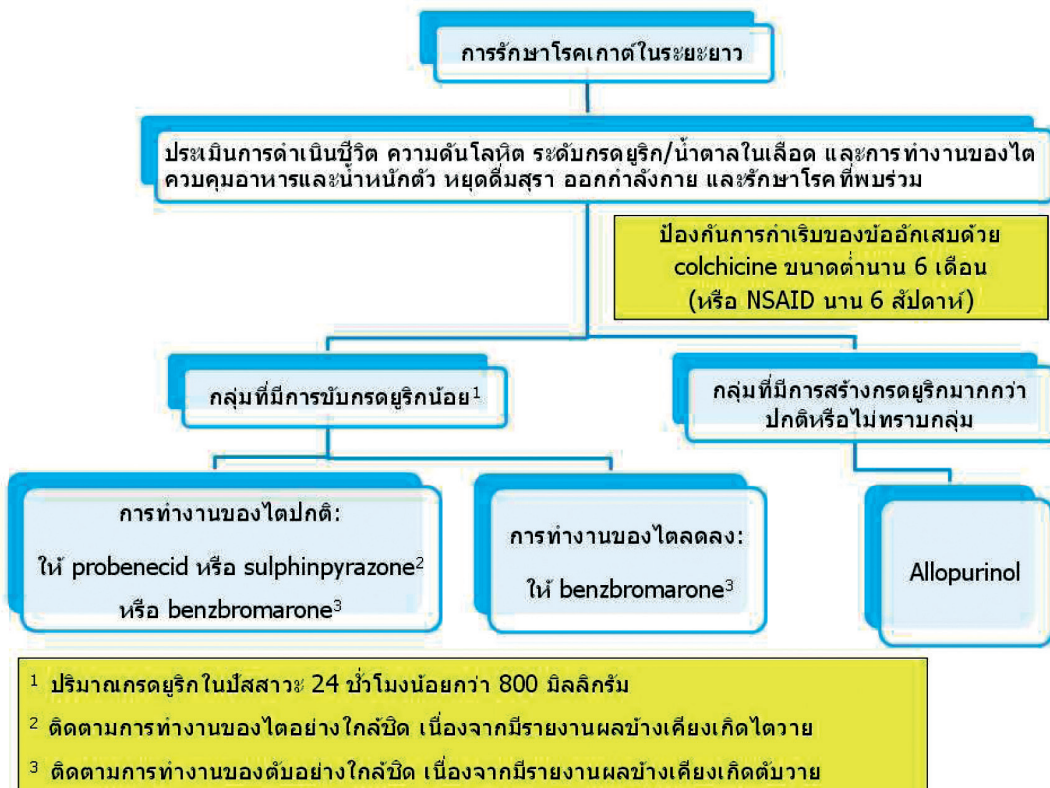 การรักษาโรคเกาต์ในระยะยาว
ประเมินการดำเนินชีวิต ความดันโลหิต ระดับกรดยูริก/น้ำตาลในเลือด และการทำงานของไต
ควบคุมอาหารและน้ำหนักตัว หยุดดื่มสุรา ออกกำลังกาย และรักษาโรคที่พบร่วม
ป้องกันการกำเริบของข้ออักเสบด้วย
colchicine ขนาดต่ำนาน 6 เดือน
(หรือ NSAID นาน 6 สัปดาห์)
กลุ่มที่มีการขับกรดยูริกน้อย¹
กลุ่มที่มีการสร้างกรดยูริกมากกว่า
ปกติหรือไม่ทราบกลุ่ม
การทำงานของไตปกติ:
ให้ probenecid หรือ sulphinpyrazone²
หรือ benzbromarone³
การทำงานของไตลดลง:
ให้ benzbromarone³
Allopurinol
¹ ปริมาณกรดยูริกในปัสสาวะ 24 ชั่วโมงน้อยกว่า 800 มิลลิกรัม
² ติดตามการทำงานของไตอย่างใกล้ชิด เนื่องจากมีรายงานผลข้างเคียงเกิดไตวาย
³ ติดตามการทำงานของตับอย่างใกล้ชิด เนื่องจากมีรายงานผลข้างเคียงเกิดตับวาย